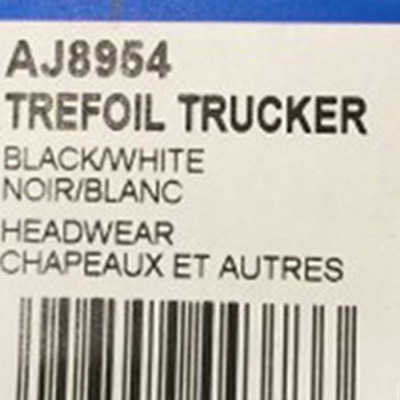 AJ8954
TREFOIL TRUCKER
BLACK/WHITE
NOIR/BLANC
HEADWEAR
CHAPEAUX ET AUTRES